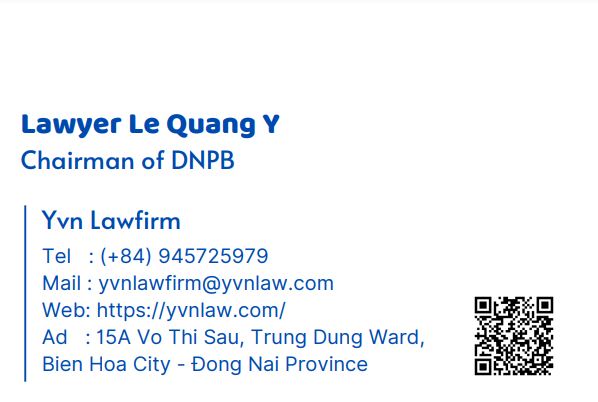 Lawyer Le Quang Y
Chairman of DNPB
Yvn Lawfirm
Tel : (+84) 945725979
Mail : yvnlawfirm@yvnlaw.com
Web: https://yvnlaw.com/
Ad : 15A Vo Thi Sau, Trung Dung Ward,
Bien Hoa City - Đong Nai Province